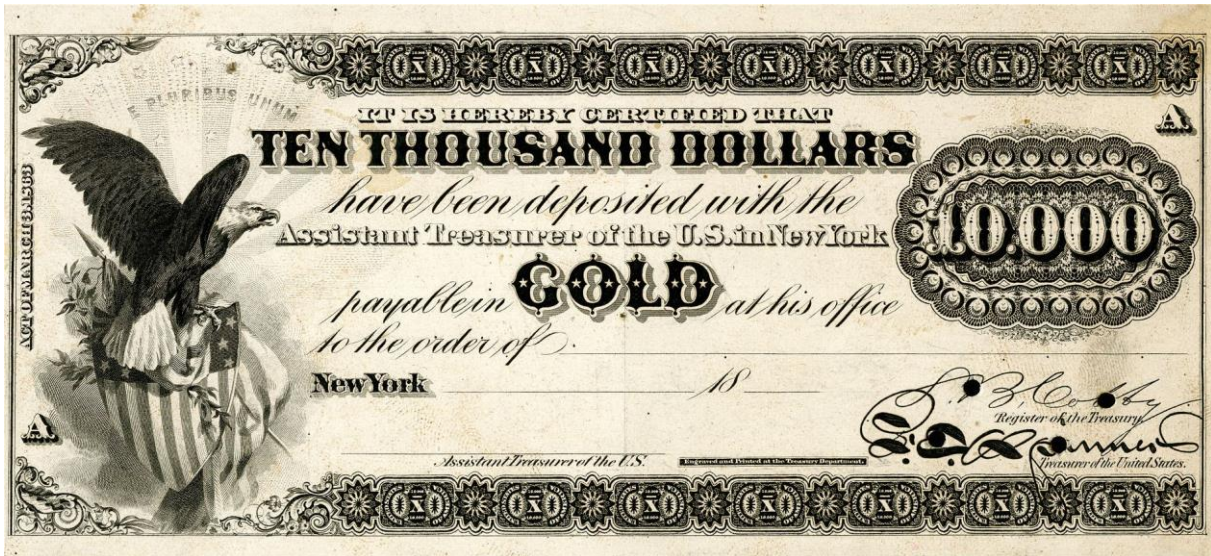 E PLURIBUS UNUM
ACT OF MARCH 3, 1863
IT IS HEREBY CERTIFIED THAT
A
TEN THOUSAND DOLLARS
have been deposited with the
Assistant Treasurer of the U.S. in New York
10.000
payable in GOLD at his office
to the order of
New York 18
S. B. Colby
Register of the Treasury
A
Assistant Treasurer of the U.S.
Engraved and Printed at the Treasury Department.
Treasurer of the United States.